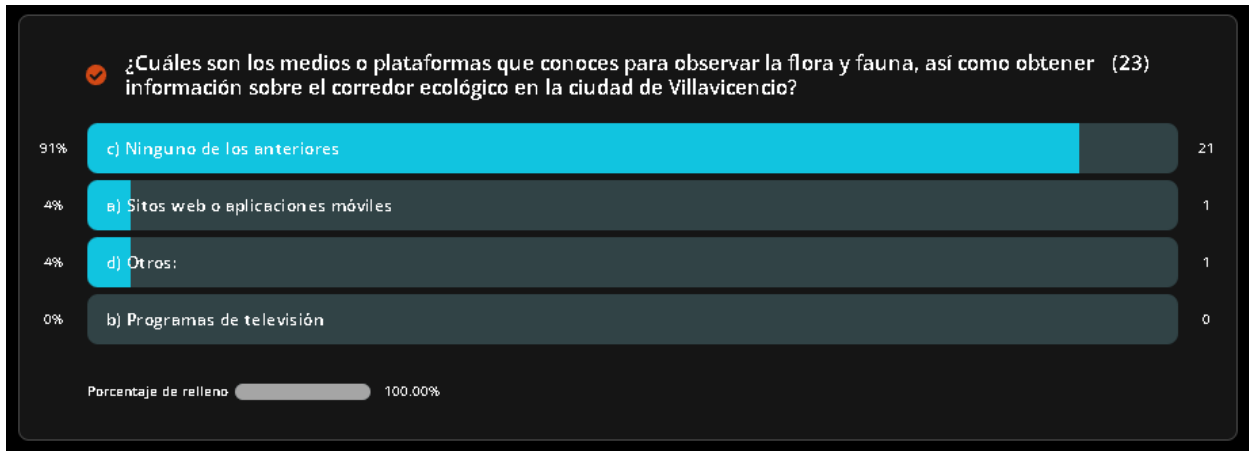 ¿Cuáles son los medios o plataformas que conoces para observar la flora y fauna, así como obtener (23)
información sobre el corredor ecológico en la ciudad de Villavicencio?
91% c) Ninguno de los anteriores 21
4% a) Sitos web o aplicaciones móviles 1
4% d) Otros: 1
0% b) Programas de televisión 0
Porcentaje de relleno 100.00%